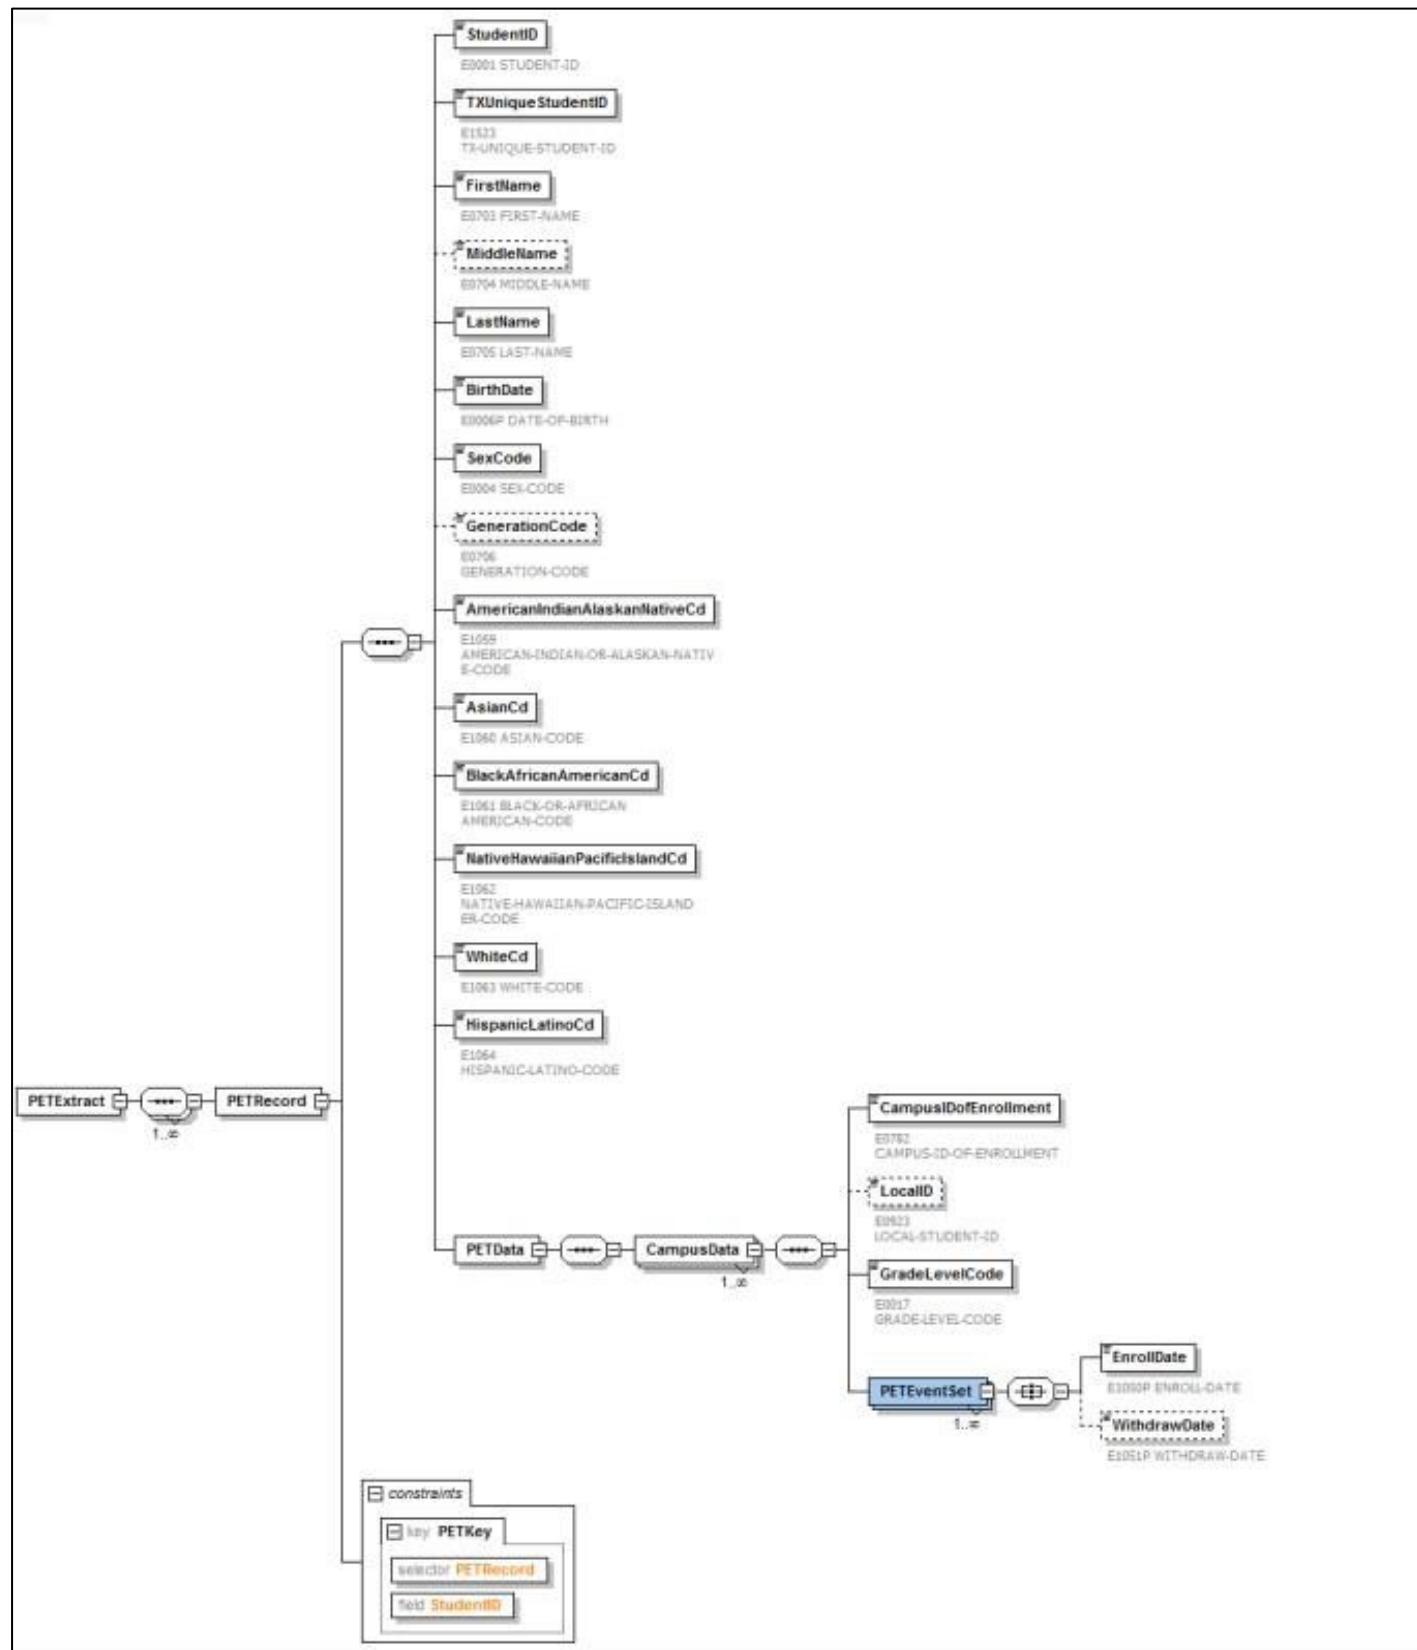 StudentID
E0001 STUDENT-ID
TXUniqueStudentID
E1523
TX-UNIQUE-STUDENT-ID
FirstName
E0703 FIRST-NAME
MiddleName
E0704 MIDDLE-NAME
LastName
E0705 LAST-NAME
BirthDate
E0006P DATE-OF-BIRTH
SexCode
E0004 SEX-CODE
GenerationCode
E0706
GENERATION-CODE
AmericanIndianAlaskanNativeCd
E1059
AMERICAN-INDIAN-OR-ALASKAN-NATIV
E-CODE
AsianCd
E1060 ASIAN-CODE
BlackAfricanAmericanCd
E1061 BLACK-OR-AFRICAN
AMERICAN-CODE
NativeHawaiianPacificIslandCd
E1062
NATIVE-HAWAIIAN-PACIFIC-ISLAND
ER-CODE
WhiteCd
E1063 WHITE-CODE
HispanicLatinoCd
E1064
HISPANIC-LATINO-CODE
PETExtract
1..∞
PETRecord
PETData
CampusData
1..∞
CampusIDofEnrollment
E0782
CAMPUS-ID-OF-ENROLLMENT
LocalID
E0923
LOCAL-STUDENT-ID
GradeLevelCode
E0017
GRADE-LEVEL-CODE
PETEventSet
1..∞
EnrollDate
E1050P ENROLL-DATE
WithdrawDate
E1051P WITHDRAW-DATE
constraints
key PETKey
selector PETRecord
field StudentID